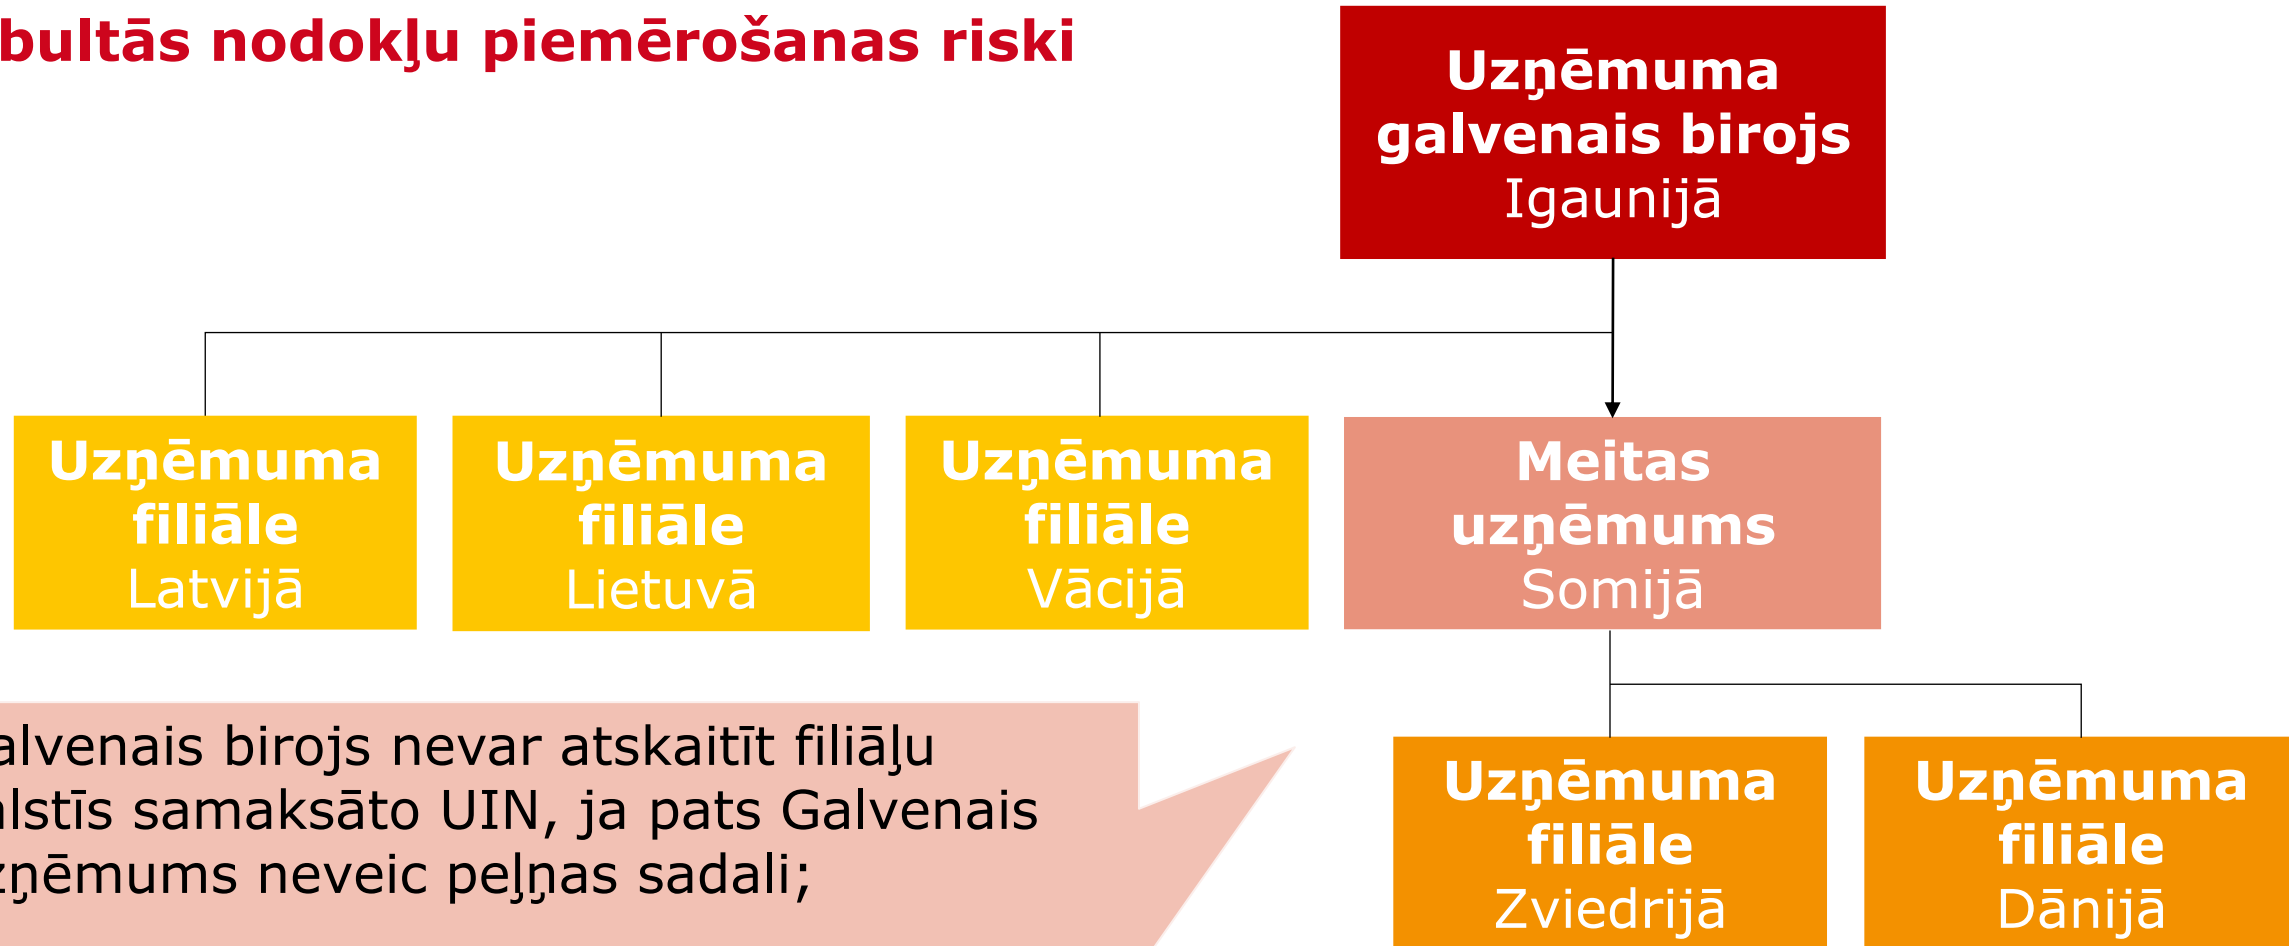 bultās nodokļu piemērošanas riski
Uzņēmuma
galvenais birojs
Igaunijā
Uzņēmuma
filiāle
Latvijā
Uzņēmuma
filiāle
Lietuvā
Uzņēmuma
filiāle
Vācijā
Meitas
uzņēmums
Somijā
alvenais birojs nevar atskaitīt filiāļu
alstīs samaksāto UIN, ja pats Galvenais
zņēmums neveic peļņas sadali;
Uzņēmuma
filiāle
Zviedrijā
Uzņēmuma
filiāle
Dānijā